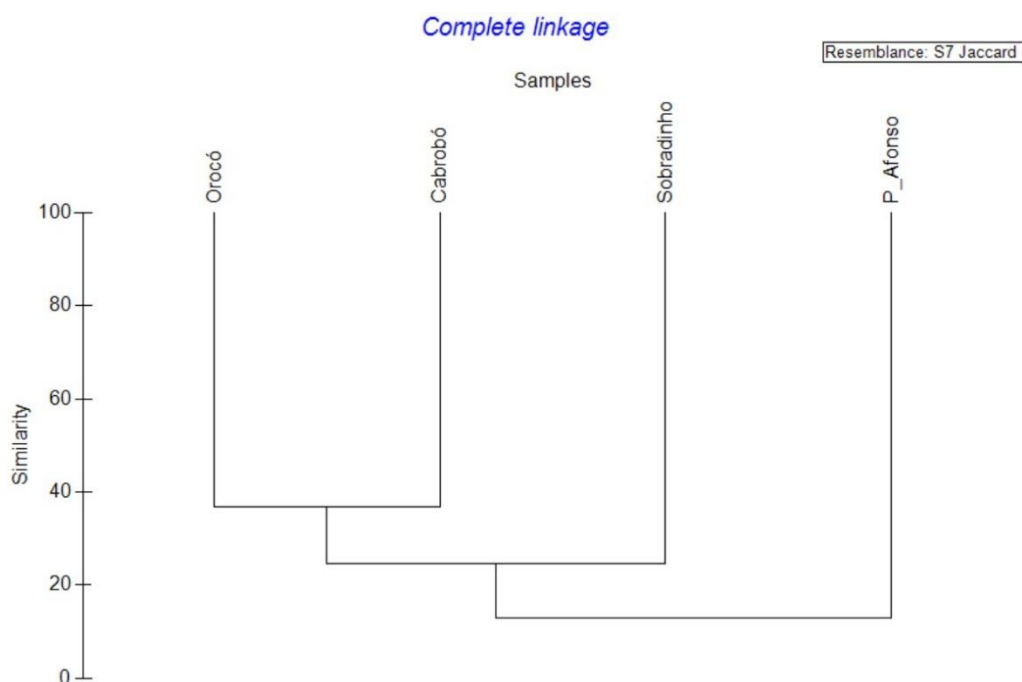 Complete linkage
Resemblance: S7 Jaccard
Samples
Orocó
Cabrobó
Sobradinho
P_Afonso
100
80
60
40
20
0
Similarity